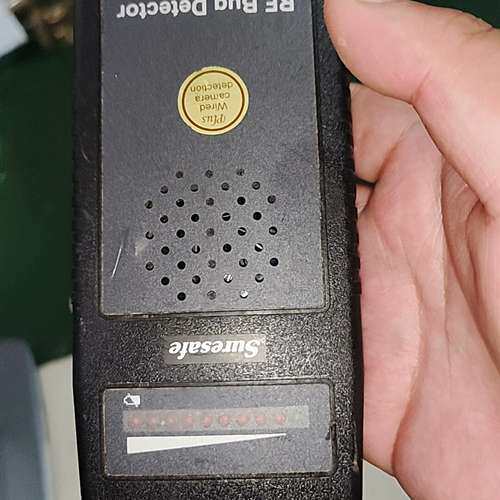 Suresafe
Plus
Wired
camera
detection
RF Bug Detector